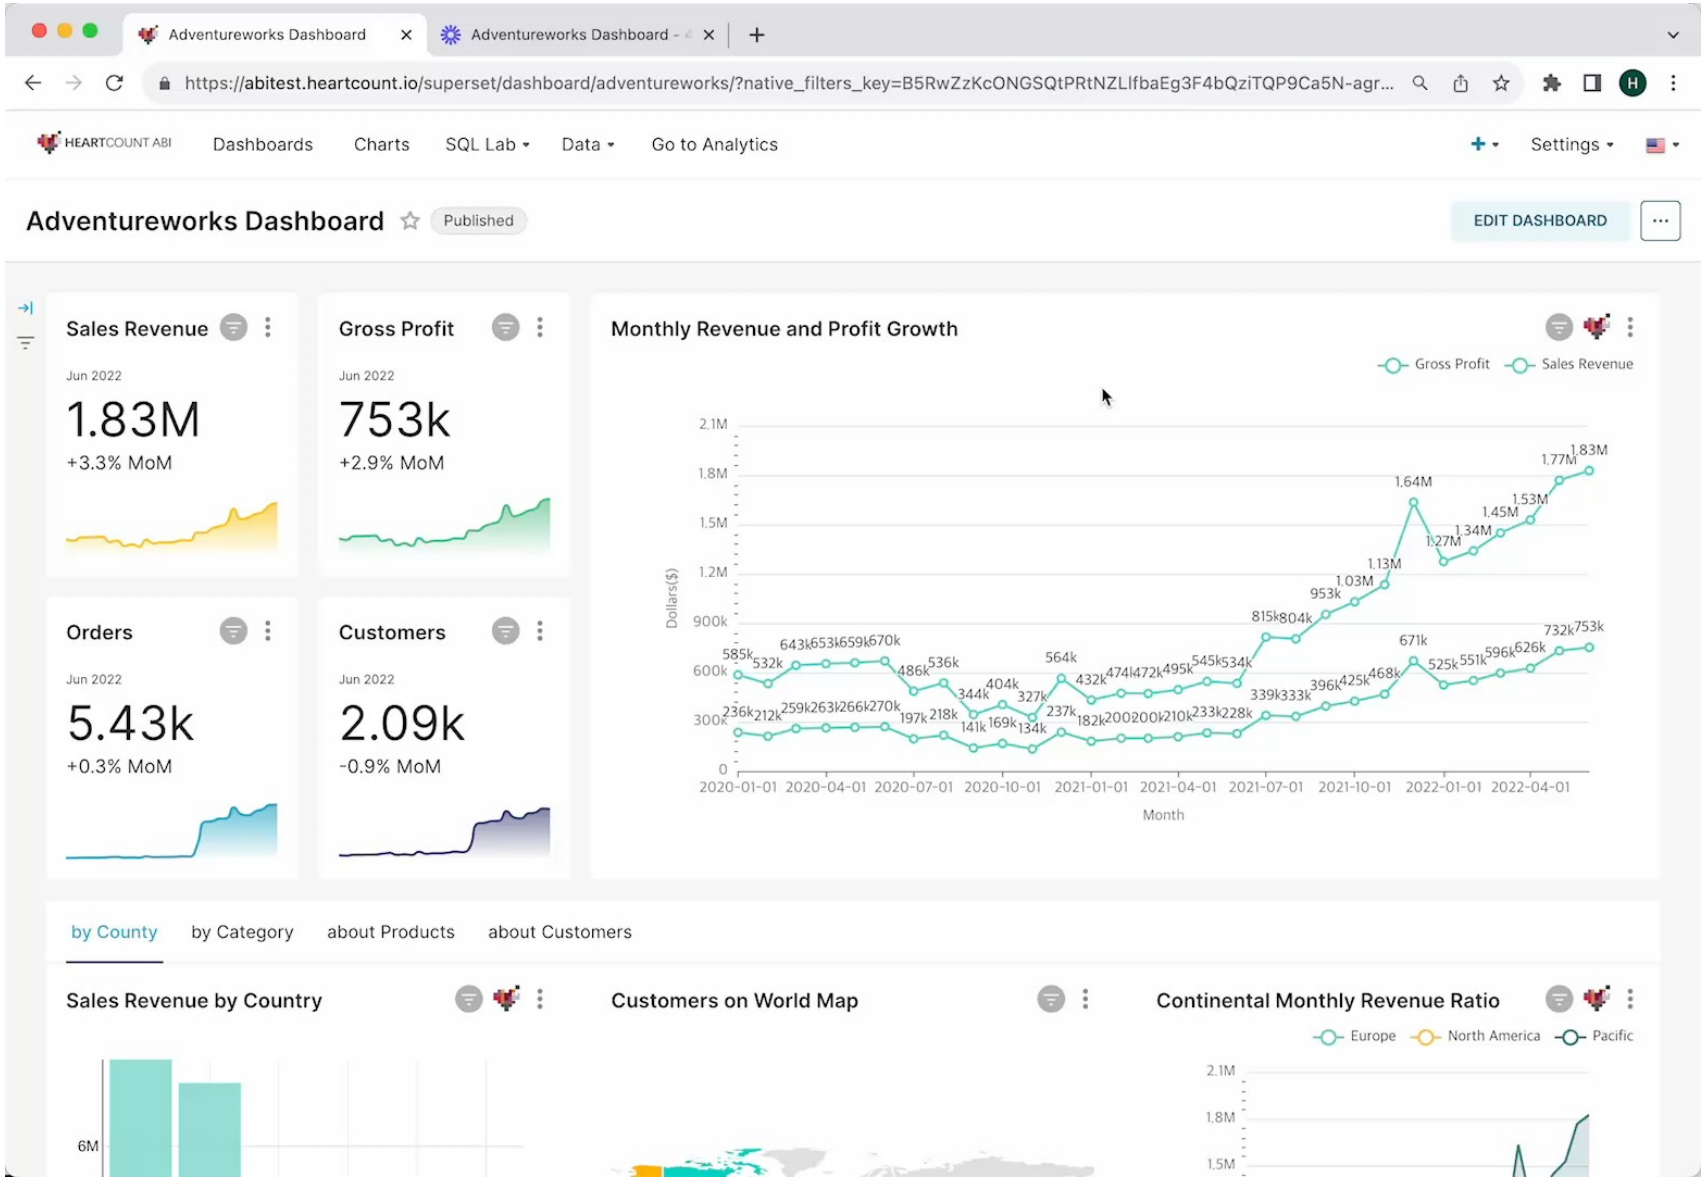 Adventureworks Dashboard
Adventureworks Dashboard -
https://abitest.heartcount.io/superset/dashboard/adventureworks/?native_filters_key=B5RwZzKcONGSQtPRtNZLlfbaEg3F4bQziTQP9Ca5N-agr...
H
HEARTCOUNT ABI
Dashboards
Charts
SQL Lab
Data
Go to Analytics
Settings
Adventureworks Dashboard
Published
EDIT DASHBOARD
...
Sales Revenue
Jun 2022
1.83M
+3.3% MoM
Gross Profit
Jun 2022
753k
+2.9% MoM
Orders
Jun 2022
5.43k
+0.3% MoM
Customers
Jun 2022
2.09k
-0.9% MoM
Monthly Revenue and Profit Growth
Gross Profit
Sales Revenue
Dollars($)
2.1M
1.8M
1.5M
1.2M
900k
600k
300k
0
585k 532k 643k 653k 659k 670k 486k 536k 344k 404k 327k 564k 432k 474k 472k 495k 545k 534k 815k 804k 953k 1.03M 1.13M 1.64M 1.27M 1.34M 1.45M 1.53M 1.77M 1.83M
236k 212k 259k 263k 266k 270k 197k 218k 141k 169k 134k 237k 182k 200k 200k 210k 233k 228k 339k 333k 396k 425k 468k 671k 525k 551k 596k 626k 732k 753k
2020-01-01 2020-04-01 2020-07-01 2020-10-01 2021-01-01 2021-04-01 2021-07-01 2021-10-01 2022-01-01 2022-04-01
Month
by County
by Category
about Products
about Customers
Sales Revenue by Country
6M
Customers on World Map
Continental Monthly Revenue Ratio
Europe
North America
Pacific
2.1M
1.8M
1.5M